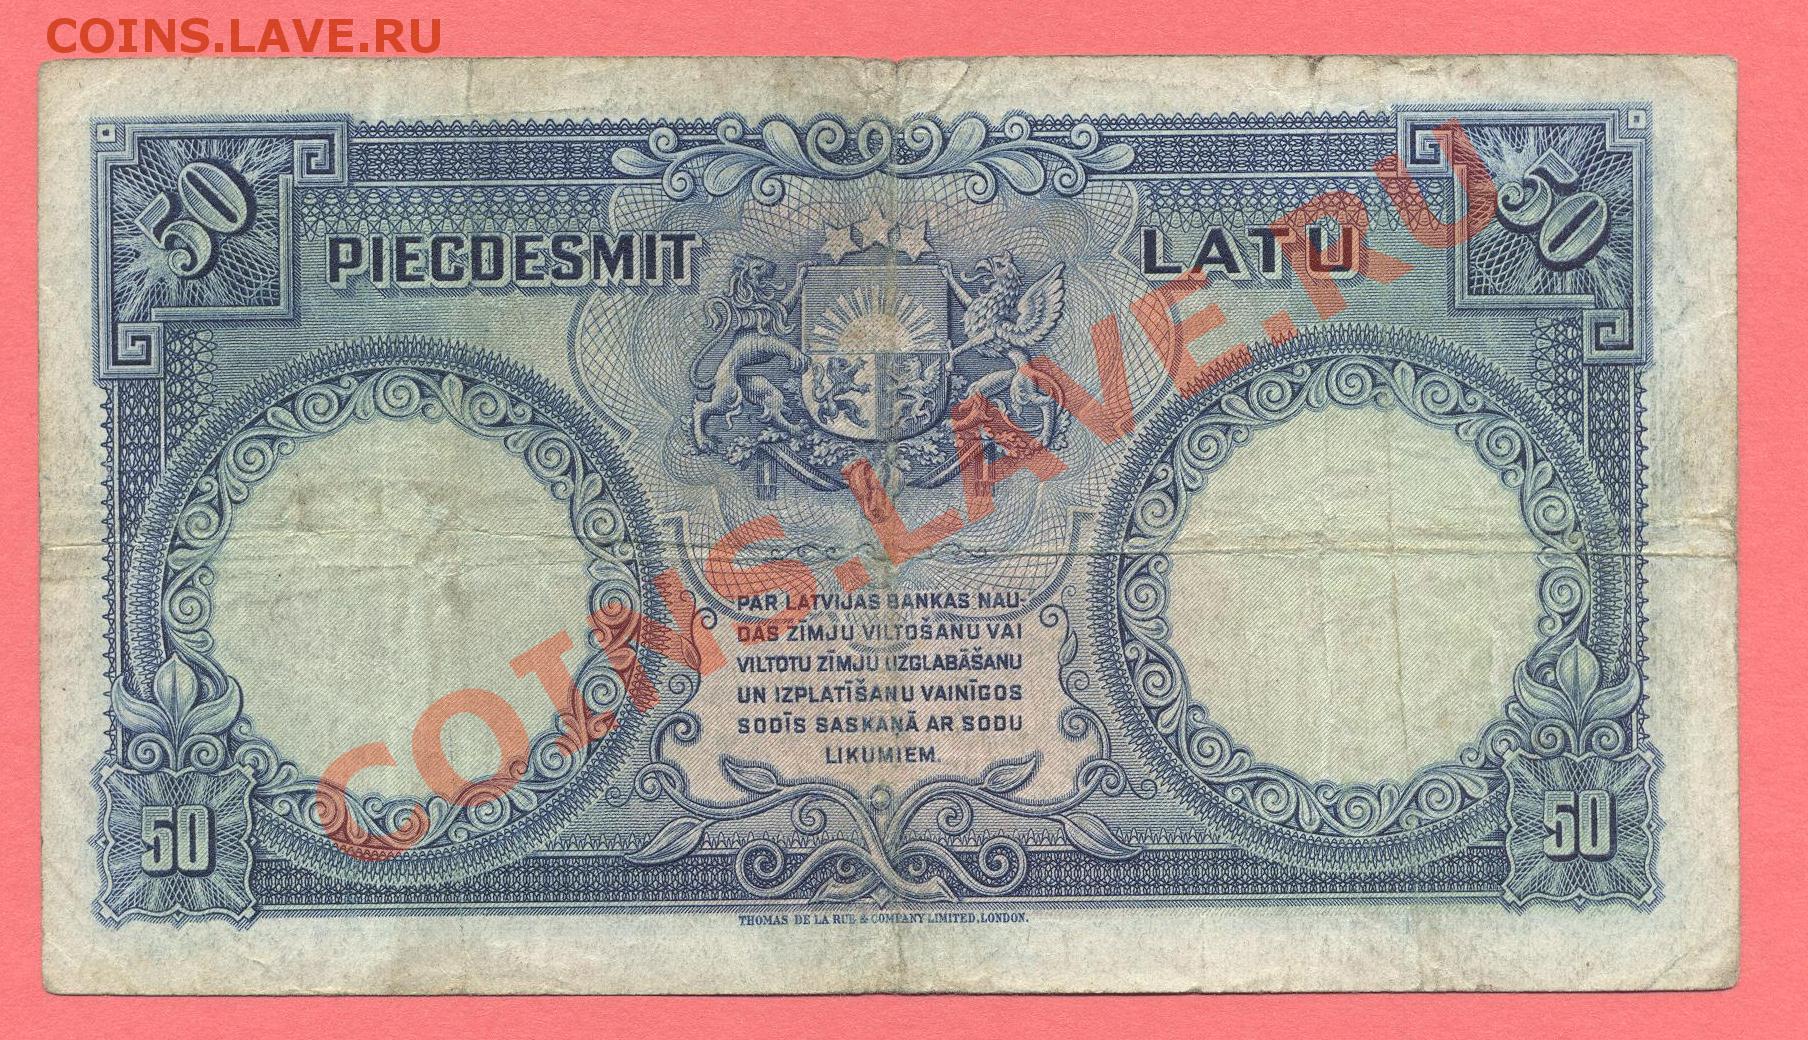 COINS.LAVE.RU
50
50
PIECDESMIT LATU
PAR LATVIJAS BANKAS NAU-
DAS ZĪMJU VILTOŠANU VAI
VILTOTU ZĪMJU UZGLABĀŠANU
UN IZPLATĪŠANU VAINĪGOS
SODĪS SASKAŅĀ AR SODU
LIKUMIEM.
50
50
THOMAS DE LA RUE & COMPANY LIMITED, LONDON.
COINS.LAVE.RU